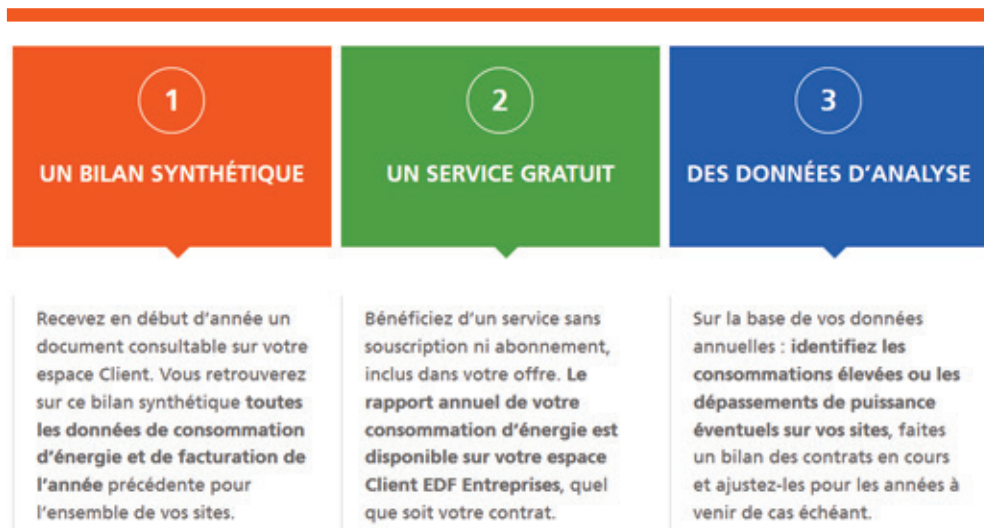 1
UN BILAN SYNTHÉTIQUE
Recevez en début d'année un
document consultable sur votre
espace Client. Vous retrouverez
sur ce bilan synthétique toutes
les données de consommation
d'énergie et de facturation de
l'année précédente pour
l'ensemble de vos sites.
2
UN SERVICE GRATUIT
Bénéficiez d'un service sans
souscription ni abonnement,
inclus dans votre offre. Le
rapport annuel de votre
consommation d'énergie est
disponible sur votre espace
Client EDF Entreprises, quel
que soit votre contrat.
3
DES DONNÉES D'ANALYSE
Sur la base de vos données
annuelles : identifiez les
consommations élevées ou les
dépassements de puissance
éventuels sur vos sites, faites
un bilan des contrats en cours
et ajustez-les pour les années à
venir de cas échéant.